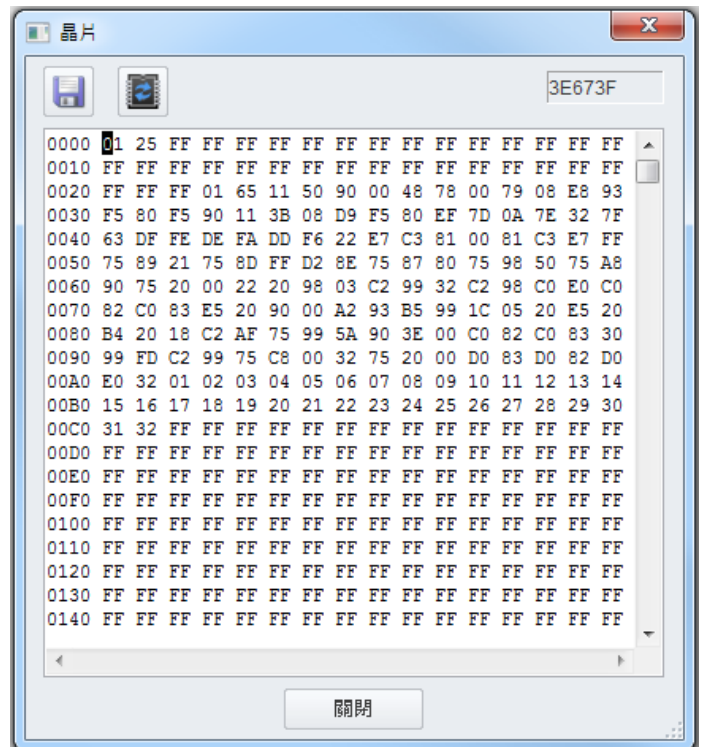 晶片
3E673F
0000 01 25 FF FF FF FF FF FF FF FF FF FF FF FF FF FF
0010 FF FF FF FF FF FF FF FF FF FF FF FF FF FF FF FF
0020 FF FF FF 01 65 11 50 90 00 48 78 00 79 08 E8 93
0030 F5 80 F5 90 11 3B 08 D9 F5 80 EF 7D 0A 7E 32 7F
0040 63 DF FE DE FA DD F6 22 E7 C3 81 00 81 C3 E7 FF
0050 75 89 21 75 8D FF D2 8E 75 87 80 75 98 50 75 A8
0060 90 75 20 00 22 20 98 03 C2 99 32 C2 98 C0 E0 C0
0070 82 C0 83 E5 20 90 00 A2 93 B5 99 1C 05 20 E5 20
0080 B4 20 18 C2 AF 75 99 5A 90 3E 00 C0 82 C0 83 30
0090 99 FD C2 99 75 C8 00 32 75 20 00 D0 83 D0 82 D0
00A0 E0 32 01 02 03 04 05 06 07 08 09 10 11 12 13 14
00B0 15 16 17 18 19 20 21 22 23 24 25 26 27 28 29 30
00C0 31 32 FF FF FF FF FF FF FF FF FF FF FF FF FF FF
00D0 FF FF FF FF FF FF FF FF FF FF FF FF FF FF FF FF
00E0 FF FF FF FF FF FF FF FF FF FF FF FF FF FF FF FF
00F0 FF FF FF FF FF FF FF FF FF FF FF FF FF FF FF FF
0100 FF FF FF FF FF FF FF FF FF FF FF FF FF FF FF FF
0110 FF FF FF FF FF FF FF FF FF FF FF FF FF FF FF FF
0120 FF FF FF FF FF FF FF FF FF FF FF FF FF FF FF FF
0130 FF FF FF FF FF FF FF FF FF FF FF FF FF FF FF FF
0140 FF FF FF FF FF FF FF FF FF FF FF FF FF FF FF FF
關閉